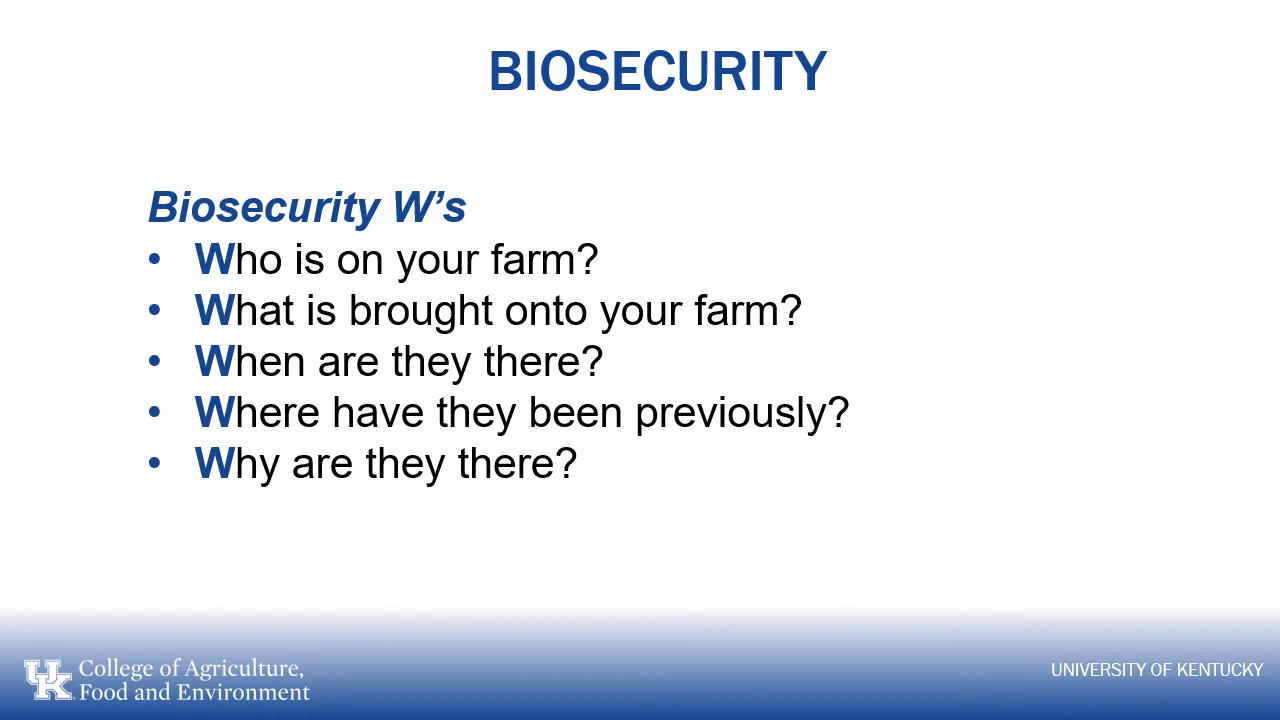 BIOSECURITY
Biosecurity W’s
• Who is on your farm?
• What is brought onto your farm?
• When are they there?
• Where have they been previously?
• Why are they there?
UK
College of Agriculture,
Food and Environment
UNIVERSITY OF KENTUCKY